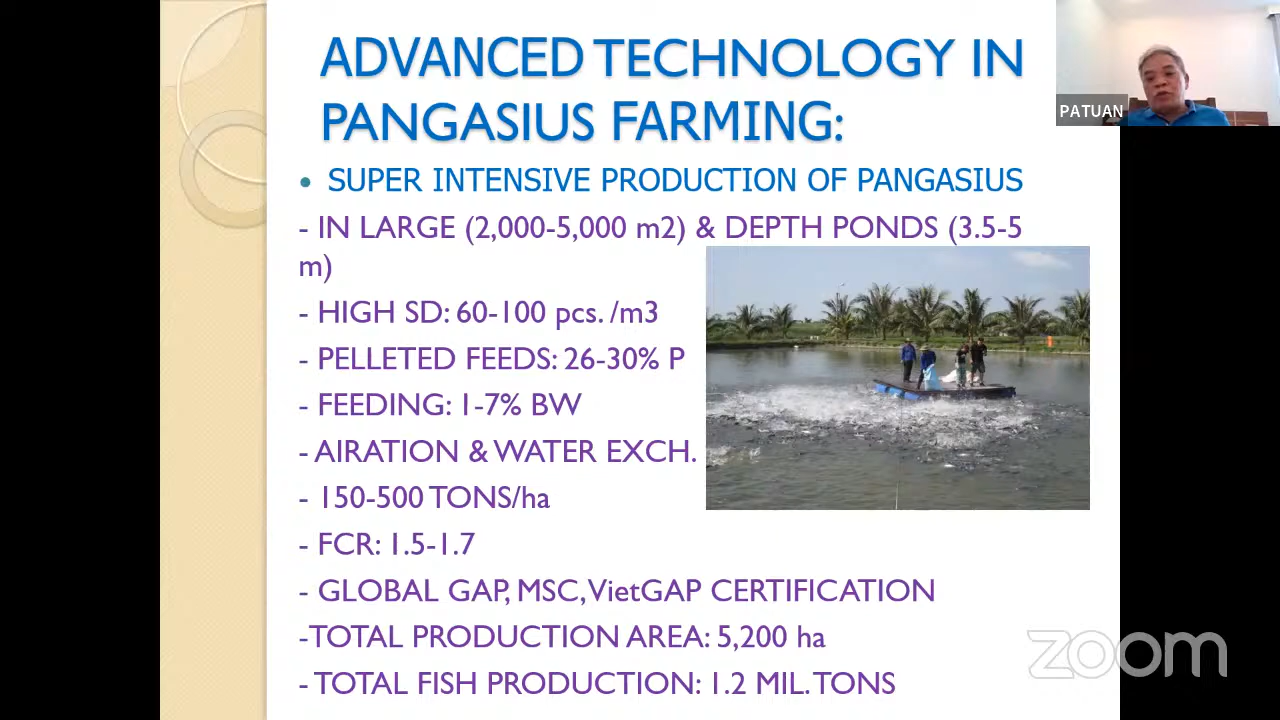 ADVANCED TECHNOLOGY IN
PANGASIUS FARMING:
PATUAN
• SUPER INTENSIVE PRODUCTION OF PANGASIUS
- IN LARGE (2,000-5,000 m2) & DEPTH PONDS (3.5-5
m)
- HIGH SD: 60-100 pcs. /m3
- PELLETED FEEDS: 26-30% P
- FEEDING: 1-7% BW
- AIRATION & WATER EXCH.
- 150-500 TONS/ha
- FCR: 1.5-1.7
- GLOBAL GAP, MSC, VietGAP CERTIFICATION
-TOTAL PRODUCTION AREA: 5,200 ha
- TOTAL FISH PRODUCTION: 1.2 MIL. TONS
zoom